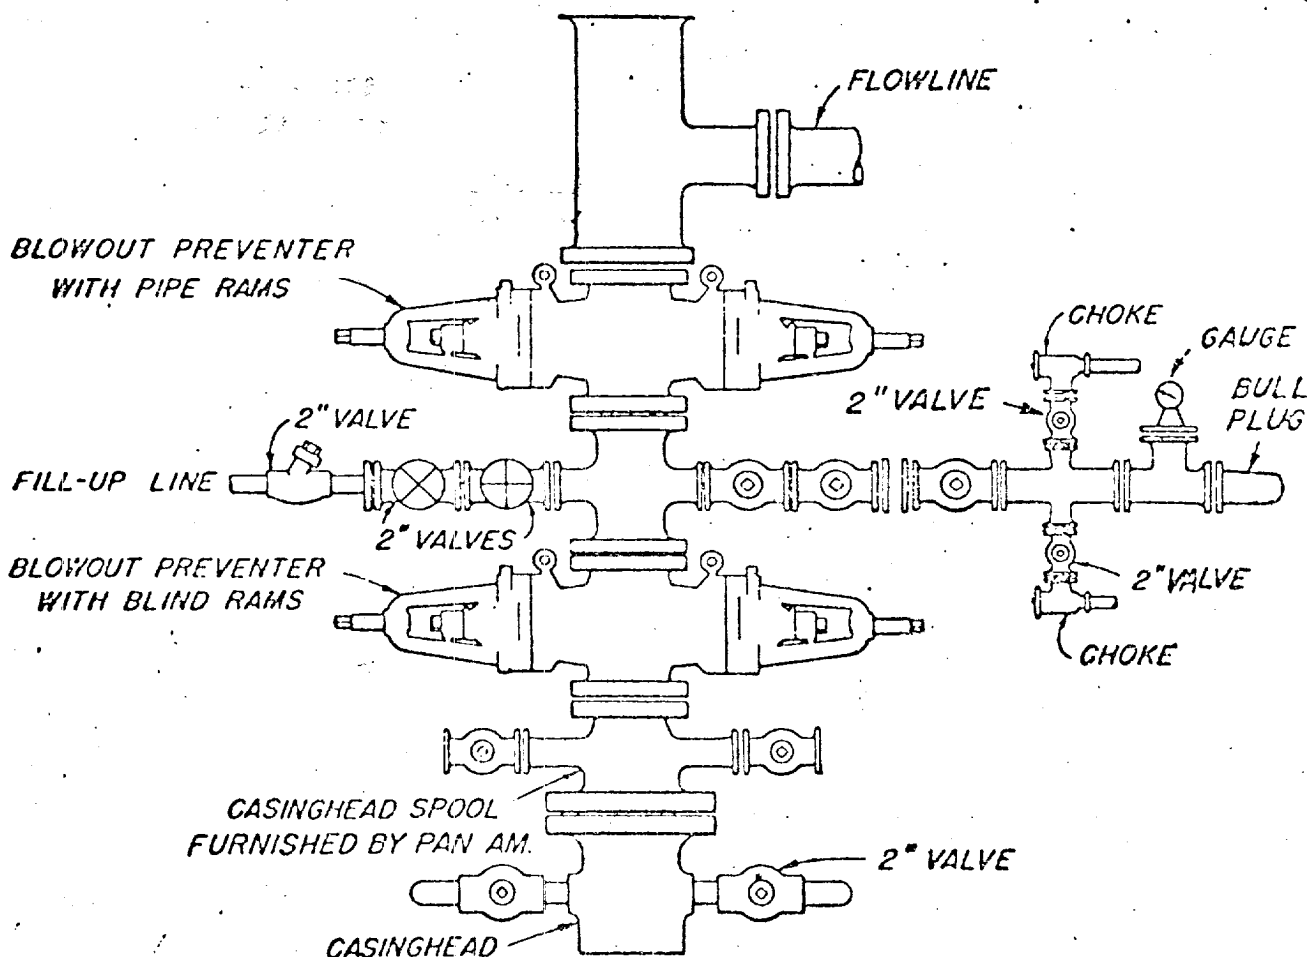 FLOWLINE
BLOWOUT PREVENTER
WITH PIPE RAMS
CHOKE
GAUGE
2" VALVE
BULL
PLUG
2" VALVE
FILL-UP LINE
2" VALVES
BLOWOUT PREVENTER
WITH BLIND RAMS
2" VALVE
CHOKE
CASINGHEAD SPOOL
FURNISHED BY PAN AM.
2" VALVE
CASINGHEAD